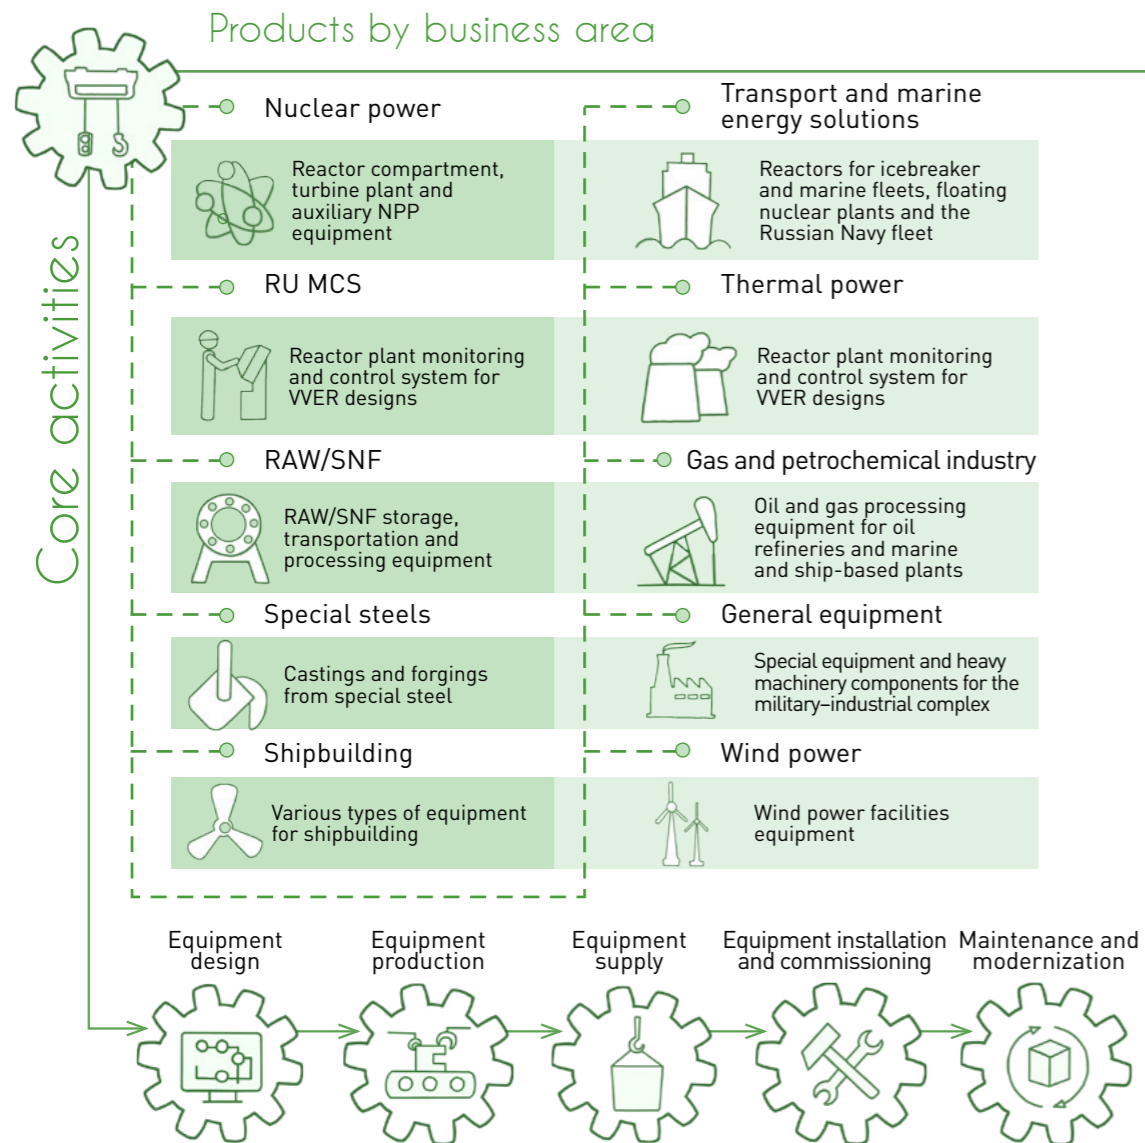 Products by business area
Core activities
Nuclear power
Reactor compartment,
turbine plant and
auxiliary NPP
equipment
RU MCS
Reactor plant monitoring
and control system for
VVER designs
RAW/SNF
RAW/SNF storage,
transportation and
processing equipment
Special steels
Castings and forgings
from special steel
Shipbuilding
Various types of equipment
for shipbuilding
Transport and marine
energy solutions
Reactors for icebreaker
and marine fleets, floating
nuclear plants and the
Russian Navy fleet
Thermal power
Reactor plant monitoring
and control system for
VVER designs
Gas and petrochemical industry
Oil and gas processing
equipment for oil
refineries and marine
and ship-based plants
General equipment
Special equipment and heavy
machinery components for the
military–industrial complex
Wind power
Wind power facilities
equipment
Equipment
design
Equipment
production
Equipment
supply
Equipment installation
and commissioning
Maintenance and
modernization